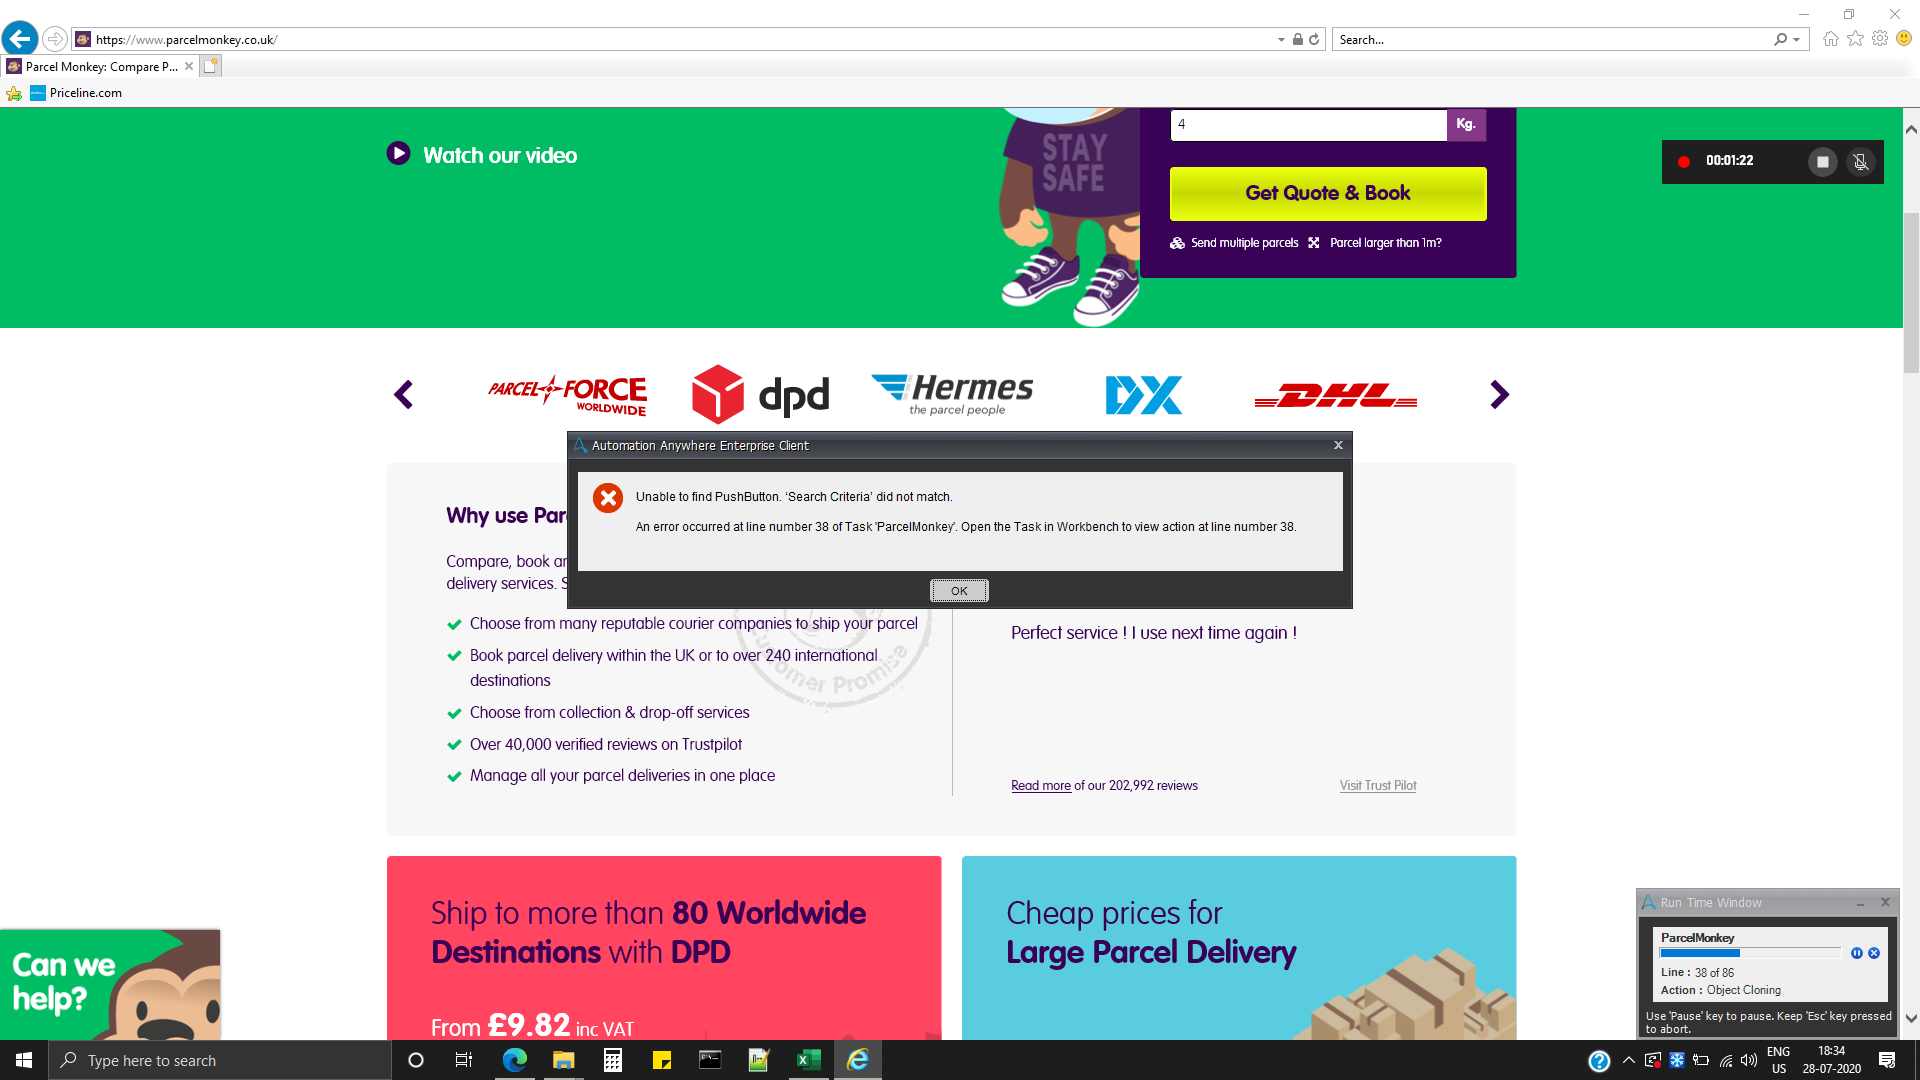 https://www.parcelmonkey.co.uk/
Search...
Parcel Monkey: Compare P...
Priceline.com
4
Kg.
STAY
SAFE
Watch our video
00:01:22
Get Quote & Book
Send multiple parcels
Parcel larger than 1m?
PARCEL FORCE
WORLDWIDE
dpd
Hermes
the parcel people
DX
DHL
Automation Anywhere Enterprise Client
Unable to find PushButton. ‘Search Criteria’ did not match.
An error occurred at line number 38 of Task 'ParcelMonkey'. Open the Task in Workbench to view action at line number 38.
OK
Why use Par
Compare, book an
delivery services. S
Choose from many reputable courier companies to ship your parcel
Book parcel delivery within the UK or to over 240 international
destinations
Choose from collection & drop-off services
Over 40,000 verified reviews on Trustpilot
Manage all your parcel deliveries in one place
Customer Promise
Perfect service ! I use next time again !
Read more of our 202,992 reviews
Visit Trust Pilot
Ship to more than 80 Worldwide
Destinations with DPD
From £9.82 inc VAT
Cheap prices for
Large Parcel Delivery
Can we
help?
Run Time Window
ParcelMonkey
Line : 38 of 86
Action : Object Cloning
Use 'Pause' key to pause. Keep 'Esc' key pressed
to abort.
Type here to search
ENG
US
18:34
28-07-2020